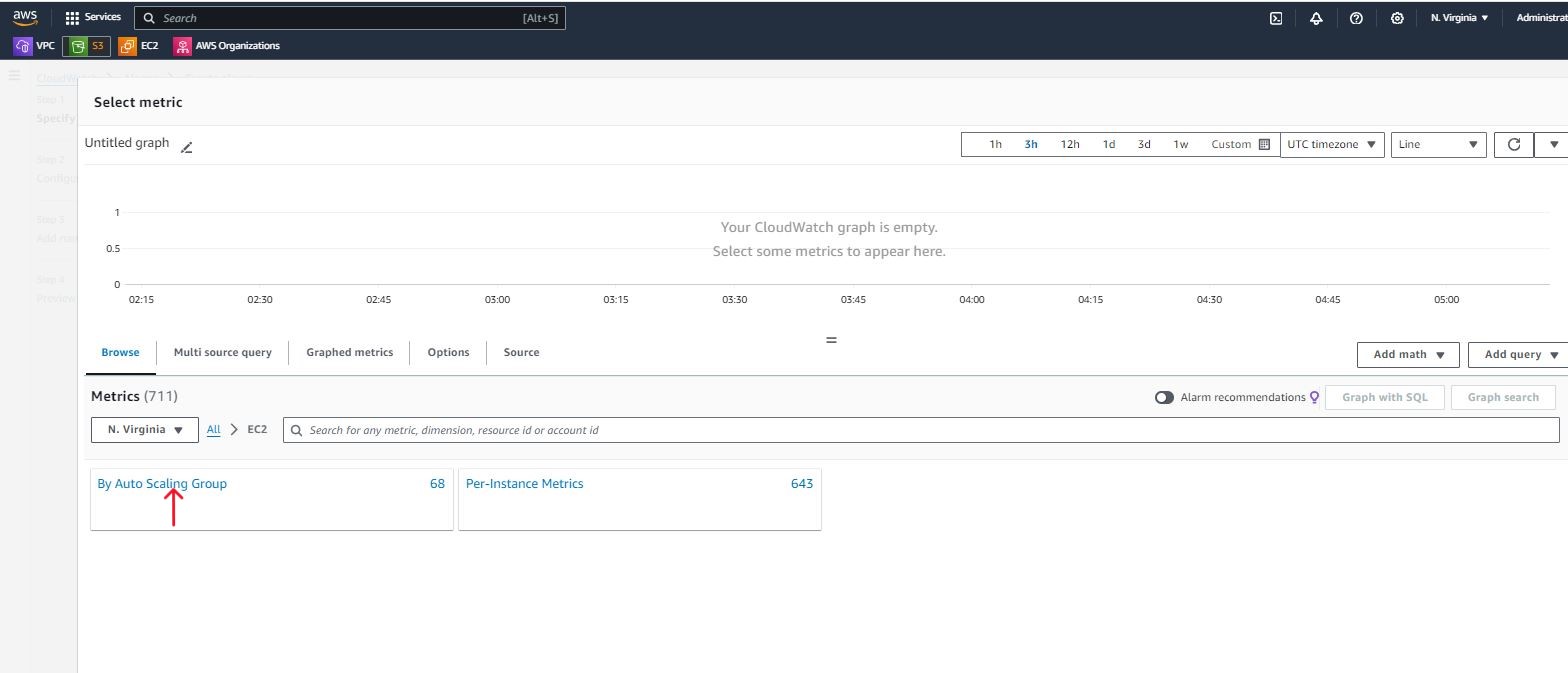 aws Services Search [Alt+S] N. Virginia Administrat
VPC S3 EC2 AWS Organizations
CloudW
Step 1
Specify
Step 2
Configu
Step 3
Add na
Step 4
Preview
Select metric
Untitled graph 1h 3h 12h 1d 3d 1w Custom UTC timezone Line
1
0.5
0
Your CloudWatch graph is empty.
Select some metrics to appear here.
02:15 02:30 02:45 03:00 03:15 03:30 03:45 04:00 04:15 04:30 04:45 05:00
Browse Multi source query Graphed metrics Options Source Add math Add query
Metrics (711) Alarm recommendations Graph with SQL Graph search
N. Virginia All EC2 Search for any metric, dimension, resource id or account id
By Auto Scaling Group 68 Per-Instance Metrics 643